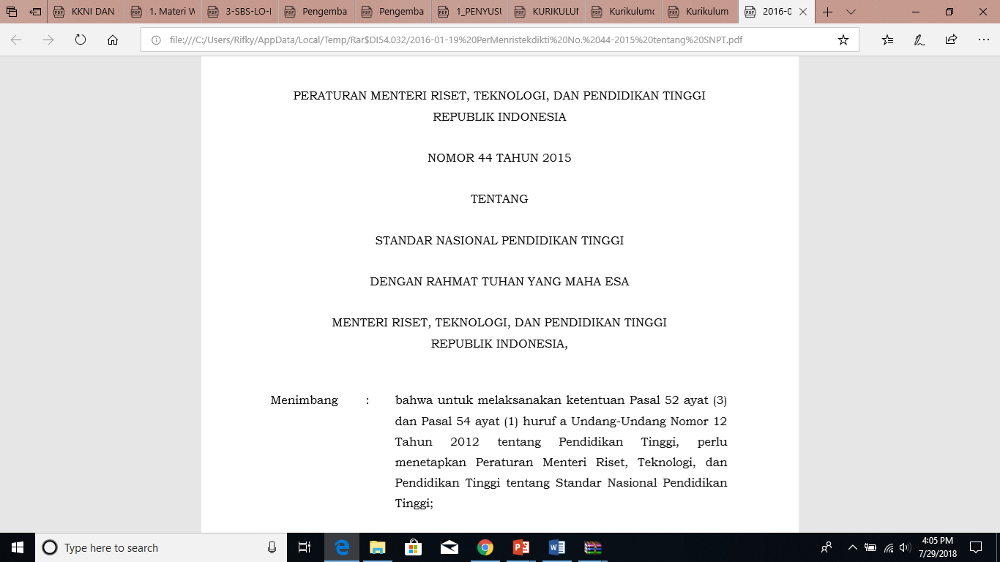 KKNI DAN
1. Materi W
3-SBS-LO-I
Pengemba
Pengemba
1_PENYUSU
KURIKULUM
Kurikulum
Kurikulum
2016-0
file:///C:/Users/Rifky/AppData/Local/Temp/Rar$DI54.032/2016-01-19%20PerMenristekdikti%20No.%2044-2015%20tentang%20SNPT.pdf
PERATURAN MENTERI RISET, TEKNOLOGI, DAN PENDIDIKAN TINGGI
REPUBLIK INDONESIA
NOMOR 44 TAHUN 2015
TENTANG
STANDAR NASIONAL PENDIDIKAN TINGGI
DENGAN RAHMAT TUHAN YANG MAHA ESA
MENTERI RISET, TEKNOLOGI, DAN PENDIDIKAN TINGGI
REPUBLIK INDONESIA,
Menimbang : bahwa untuk melaksanakan ketentuan Pasal 52 ayat (3)
dan Pasal 54 ayat (1) huruf a Undang-Undang Nomor 12
Tahun 2012 tentang Pendidikan Tinggi, perlu
menetapkan Peraturan Menteri Riset, Teknologi, dan
Pendidikan Tinggi tentang Standar Nasional Pendidikan
Tinggi;
Type here to search
4:05 PM
7/29/2018